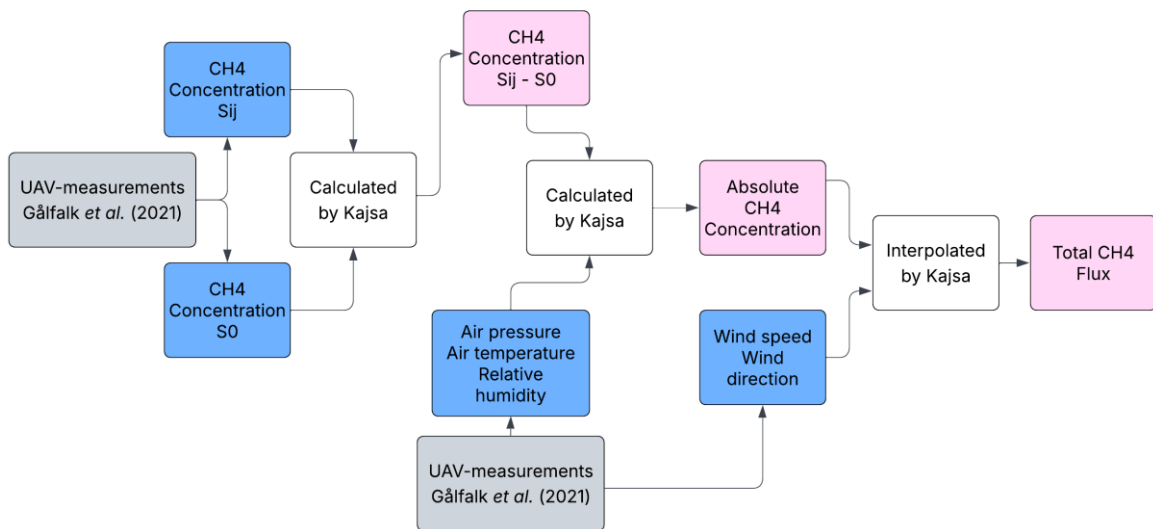 CH4
Concentration
Sij
UAV-measurements
Gålfalk et al. (2021)
CH4
Concentration
S0
Calculated
by Kajsa
CH4
Concentration
Sij - S0
Calculated
by Kajsa
Air pressure
Air temperature
Relative
humidity
UAV-measurements
Gålfalk et al. (2021)
Absolute
CH4
Concentration
Wind speed
Wind
direction
Interpolated
by Kajsa
Total CH4
Flux